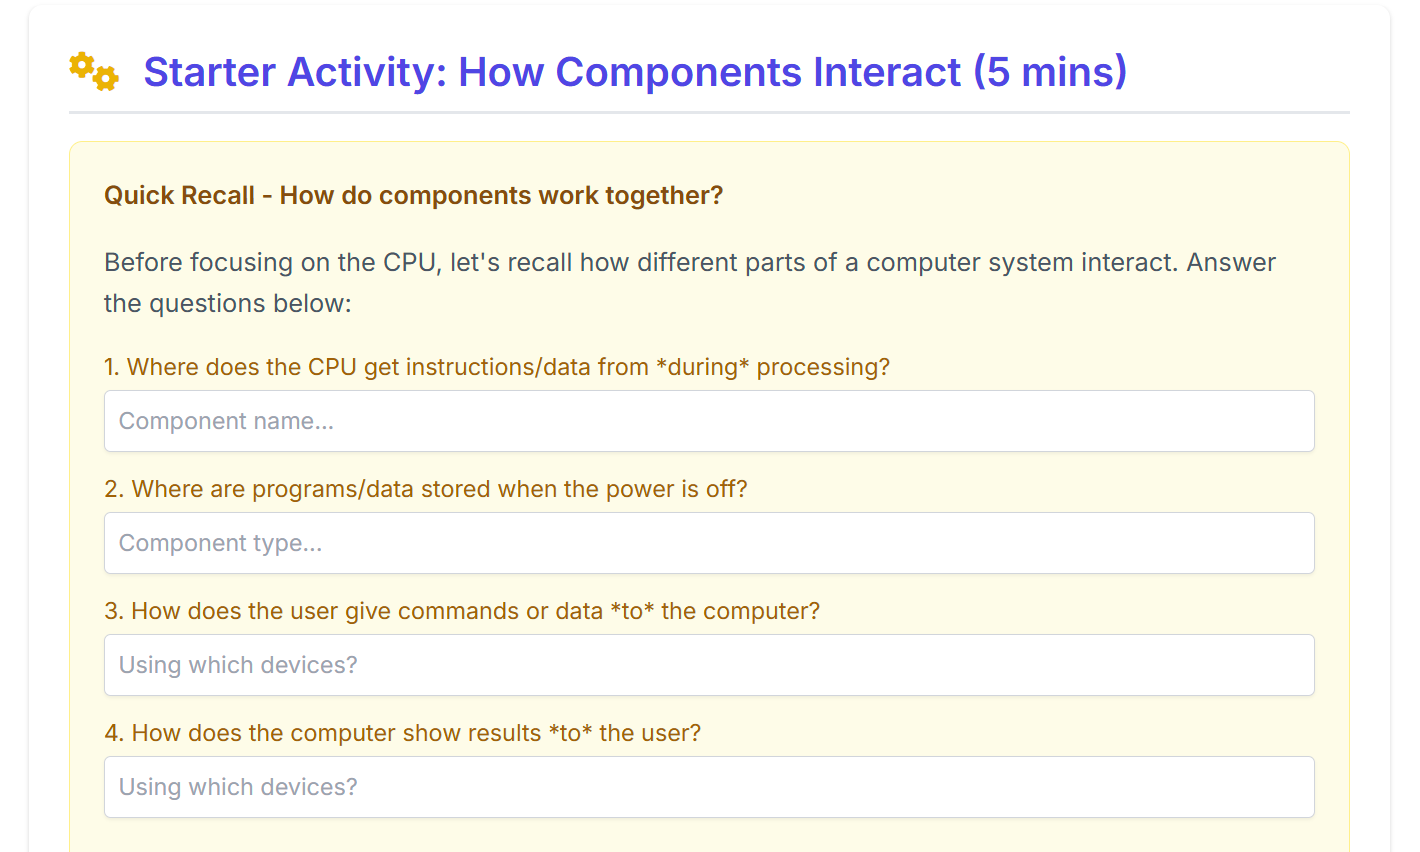 Starter Activity: How Components Interact (5 mins)
Quick Recall - How do components work together?
Before focusing on the CPU, let's recall how different parts of a computer system interact. Answer
the questions below:
1. Where does the CPU get instructions/data from *during* processing?
Component name...
2. Where are programs/data stored when the power is off?
Component type...
3. How does the user give commands or data *to* the computer?
Using which devices?
4. How does the computer show results *to* the user?
Using which devices?